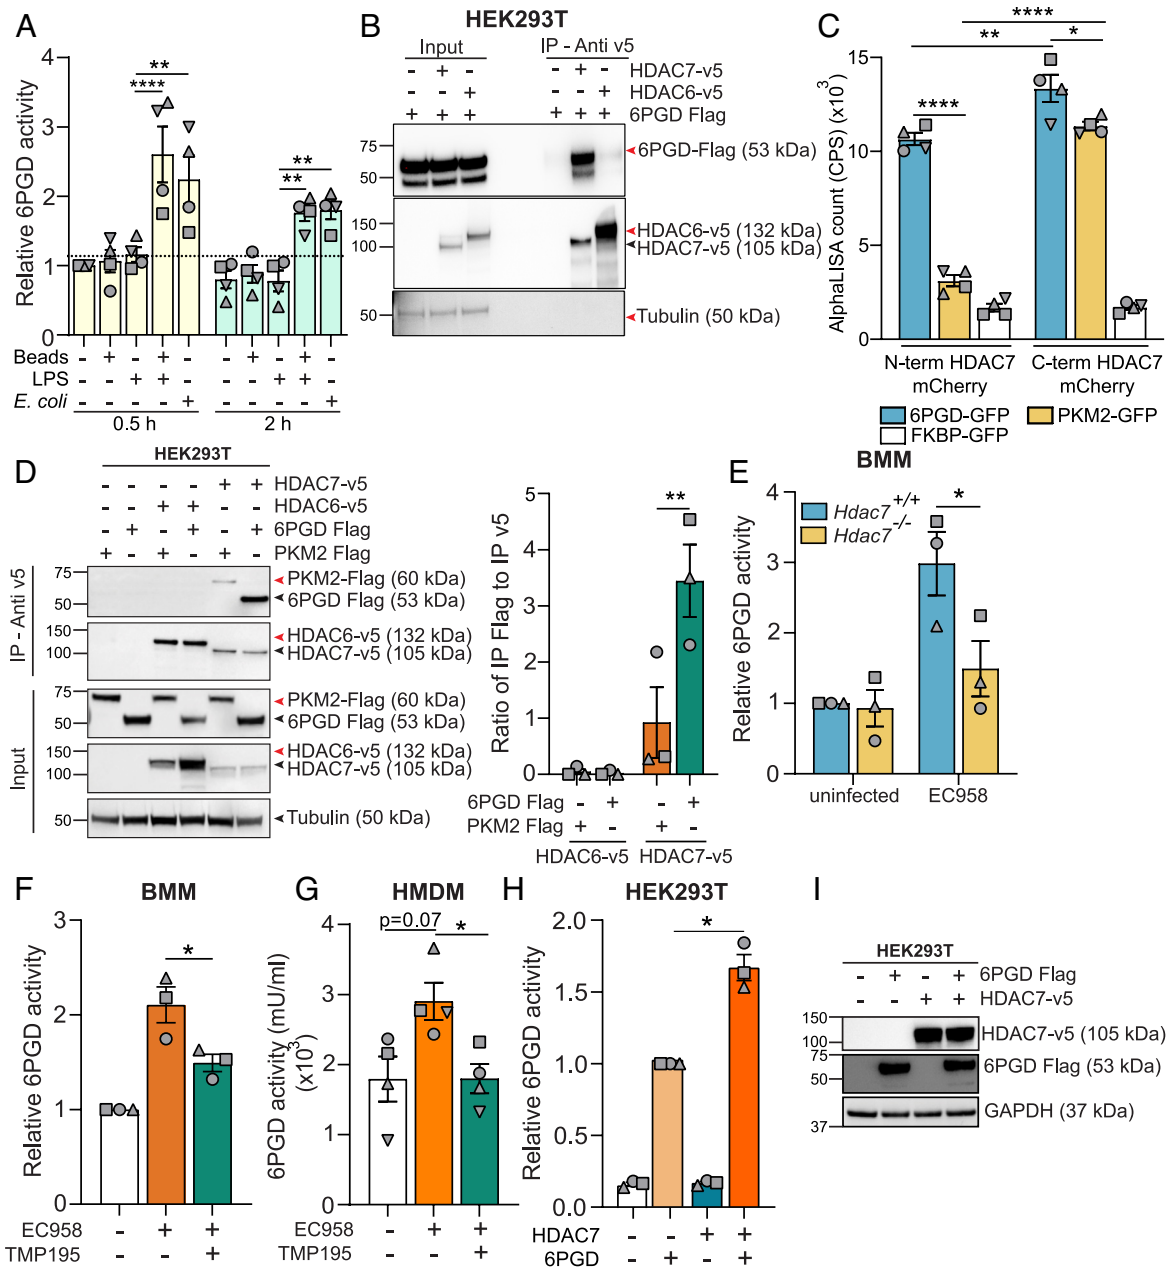 A
Relative 6PGD activity
4
3
2
1
0
**
****
**
**
Beads - + - + - - + - + -
LPS - - + + - - - + + -
E. coli - - - - + - - - - +
0.5 h 2 h
B
HEK293T
Input IP - Anti v5
- + - - + - HDAC7-v5
- - + - - + HDAC6-v5
+ + + + + + 6PGD Flag
75
50
6PGD-Flag (53 kDa)
150
100
HDAC6-v5 (132 kDa)
HDAC7-v5 (105 kDa)
50
Tubulin (50 kDa)
C
AlphaLISA count (CPS) (x10³)
15
10
5
0
****
** *
****
N-term HDAC7 mCherry
C-term HDAC7 mCherry
6PGD-GFP
PKM2-GFP
FKBP-GFP
D
HEK293T
- - - - + + HDAC7-v5
- - + + - - HDAC6-v5
- + - + - + 6PGD Flag
+ - + - + - PKM2 Flag
IP - Anti v5
75
50
PKM2-Flag (60 kDa)
6PGD Flag (53 kDa)
150
100
HDAC6-v5 (132 kDa)
HDAC7-v5 (105 kDa)
Input
75
50
PKM2-Flag (60 kDa)
6PGD Flag (53 kDa)
150
100
HDAC6-v5 (132 kDa)
HDAC7-v5 (105 kDa)
50
Tubulin (50 kDa)
Ratio of IP Flag to IP v5
5
4
3
2
1
0
**
6PGD Flag - + - +
PKM2 Flag + - + -
HDAC6-v5 HDAC7-v5
E
BMM
Relative 6PGD activity
4
3
2
1
0
Hdac7+/+
Hdac7-/-
*
uninfected EC958
F
BMM
Relative 6PGD activity
3
2
1
0
*
EC958 - + +
TMP195 - - +
G
HMDM
6PGD activity (mU/ml)
(x10³)
4
3
2
1
0
p=0.07 *
EC958 - + +
TMP195 - - +
H
HEK293T
Relative 6PGD activity
2.0
1.5
1.0
0.5
0.0
*
HDAC7 - - + +
6PGD - + - +
I
HEK293T
- + - + 6PGD Flag
- - + + HDAC7-v5
150
100
HDAC7-v5 (105 kDa)
75
50
6PGD Flag (53 kDa)
37
GAPDH (37 kDa)